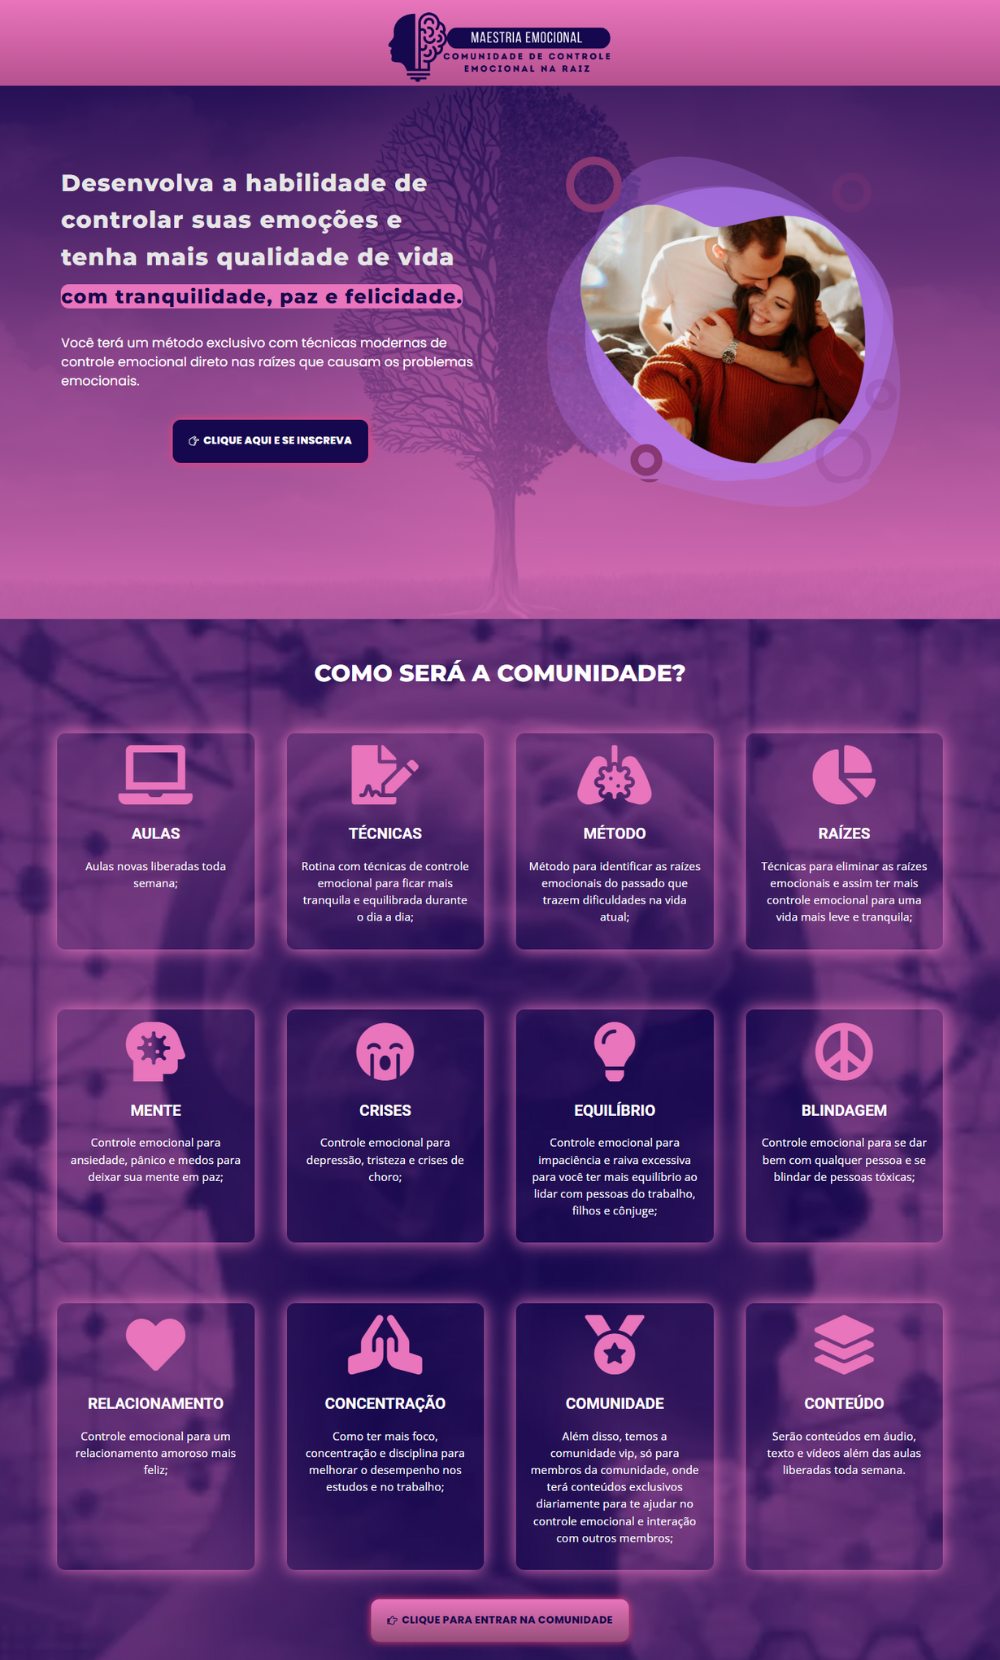 MAESTRIA EMOCIONAL
COMUNIDADE DE CONTROLE
EMOCIONAL NA RAIZ
Desenvolva a habilidade de
controlar suas emoções e
tenha mais qualidade de vida
com tranquilidade, paz e felicidade.
Você terá um método exclusivo com técnicas modernas de
controle emocional direto nas raízes que causam os problemas
emocionais.
CLIQUE AQUI E SE INSCREVA
COMO SERÁ A COMUNIDADE?
AULAS
Aulas novas liberadas toda
semana;
TÉCNICAS
Rotina com técnicas de controle
emocional para ficar mais
tranquila e equilibrada durante
o dia a dia;
MÉTODO
Método para identificar as raízes
emocionais do passado que
trazem dificuldades na vida
atual;
RAÍZES
Técnicas para eliminar as raízes
emocionais e assim ter mais
controle emocional para uma
vida mais leve e tranquila;
MENTE
Controle emocional para
ansiedade, pânico e medos para
deixar sua mente em paz;
CRISES
Controle emocional para
depressão, tristeza e crises de
choro;
EQUILÍBRIO
Controle emocional para
impaciência e raiva excessiva
para você ter mais equilíbrio ao
lidar com pessoas do trabalho,
filhos e cônjuge;
BLINDAGEM
Controle emocional para se dar
bem com qualquer pessoa e se
blindar de pessoas tóxicas;
RELACIONAMENTO
Controle emocional para um
relacionamento amoroso mais
feliz;
CONCENTRAÇÃO
Como ter mais foco,
concentração e disciplina para
melhorar o desempenho nos
estudos e no trabalho;
COMUNIDADE
Além disso, temos a
comunidade vip, só para
membros da comunidade, onde
terá conteúdos exclusivos
diariamente para te ajudar no
controle emocional e interação
com outros membros;
CONTEÚDO
Serão conteúdos em áudio,
texto e vídeos além das aulas
liberadas toda semana.
CLIQUE PARA ENTRAR NA COMUNIDADE